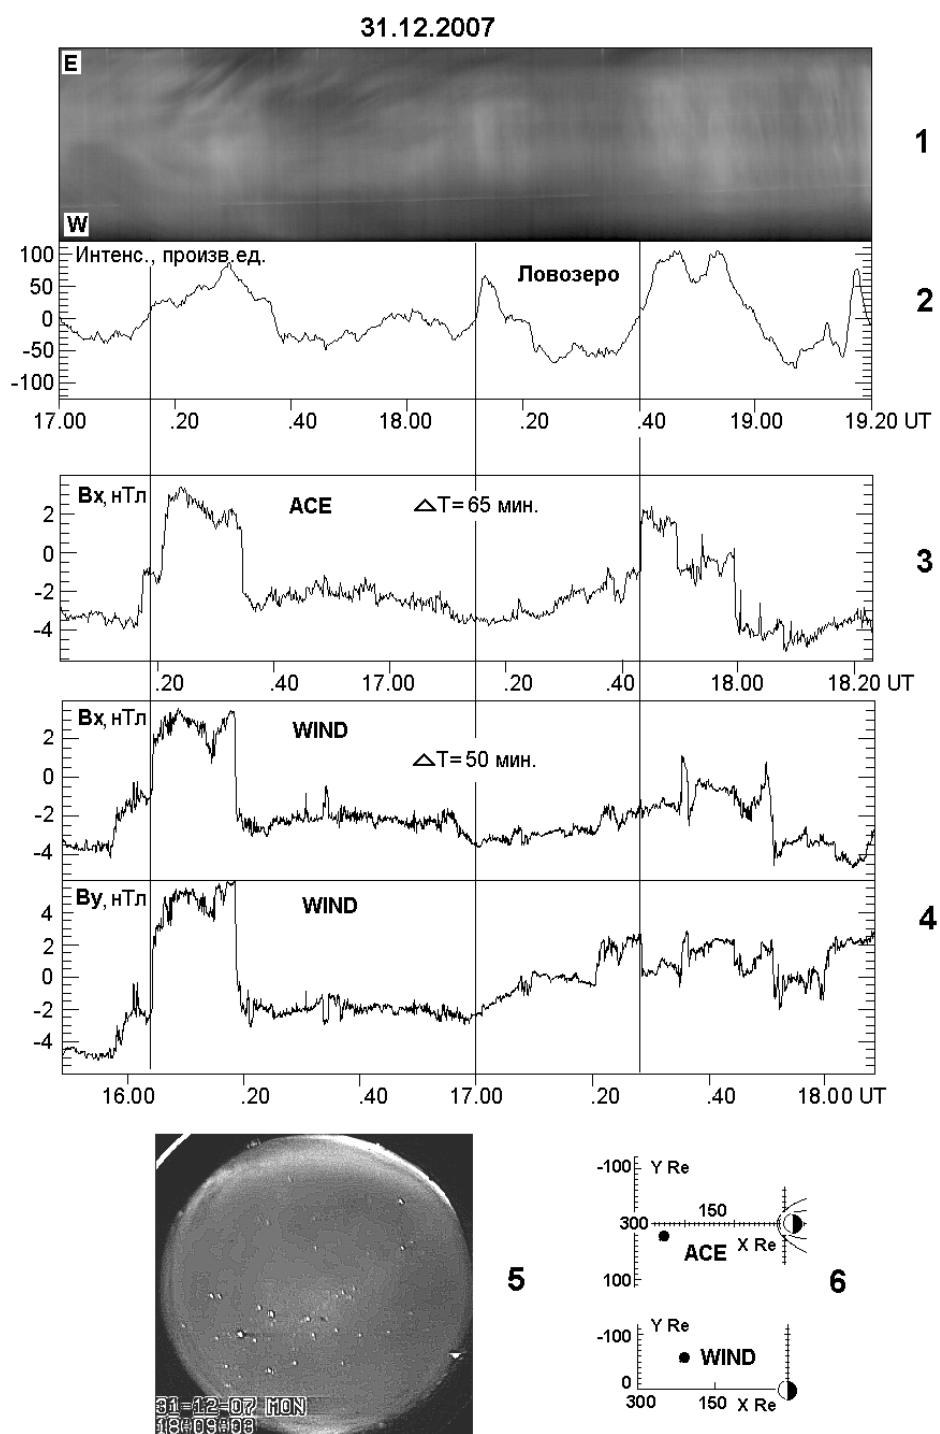 31.12.2007
E
W
1
100
50
0
-50
-100
Интенс., произв.ед.
Ловозеро
2
17.00 .20 .40 18.00 .20 .40 19.00 19.20 UT
Bx, нТл
ACE
△T= 65 мин.
2
0
-2
-4
3
.20 .40 17.00 .20 .40 18.00 18.20 UT
Bx, нТл
WIND
△T= 50 мин.
2
0
-2
-4
By, нТл
WIND
4
2
0
-2
-4
4
16.00 .20 .40 17.00 .20 .40 18.00 UT
31-12-07 MON
18:09:08
5
-100
Y Re
150
300
X Re
ACE
100
6
-100
Y Re
WIND
0
300 150 X Re